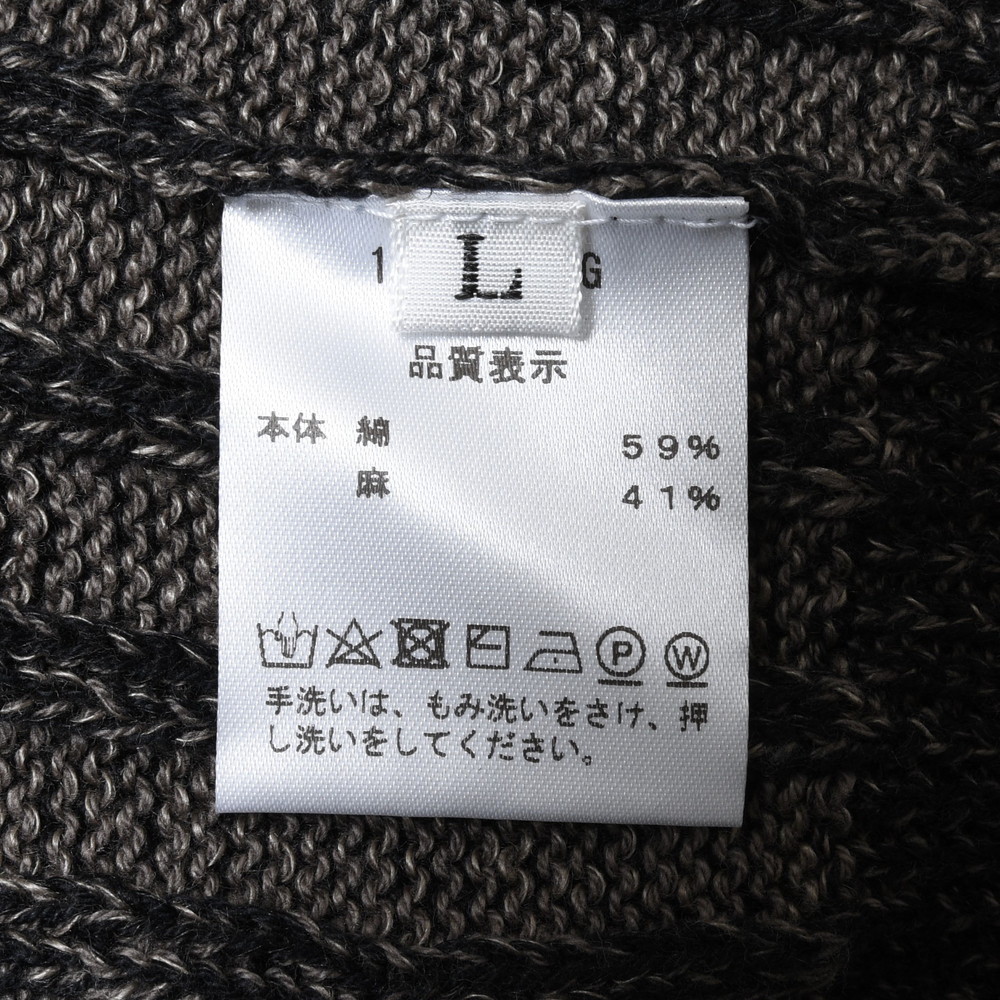 1 L G
品質表示
本体 綿 59%
麻 41%
P W
手洗いは、もみ洗いをさけ、押
し洗いをしてください。